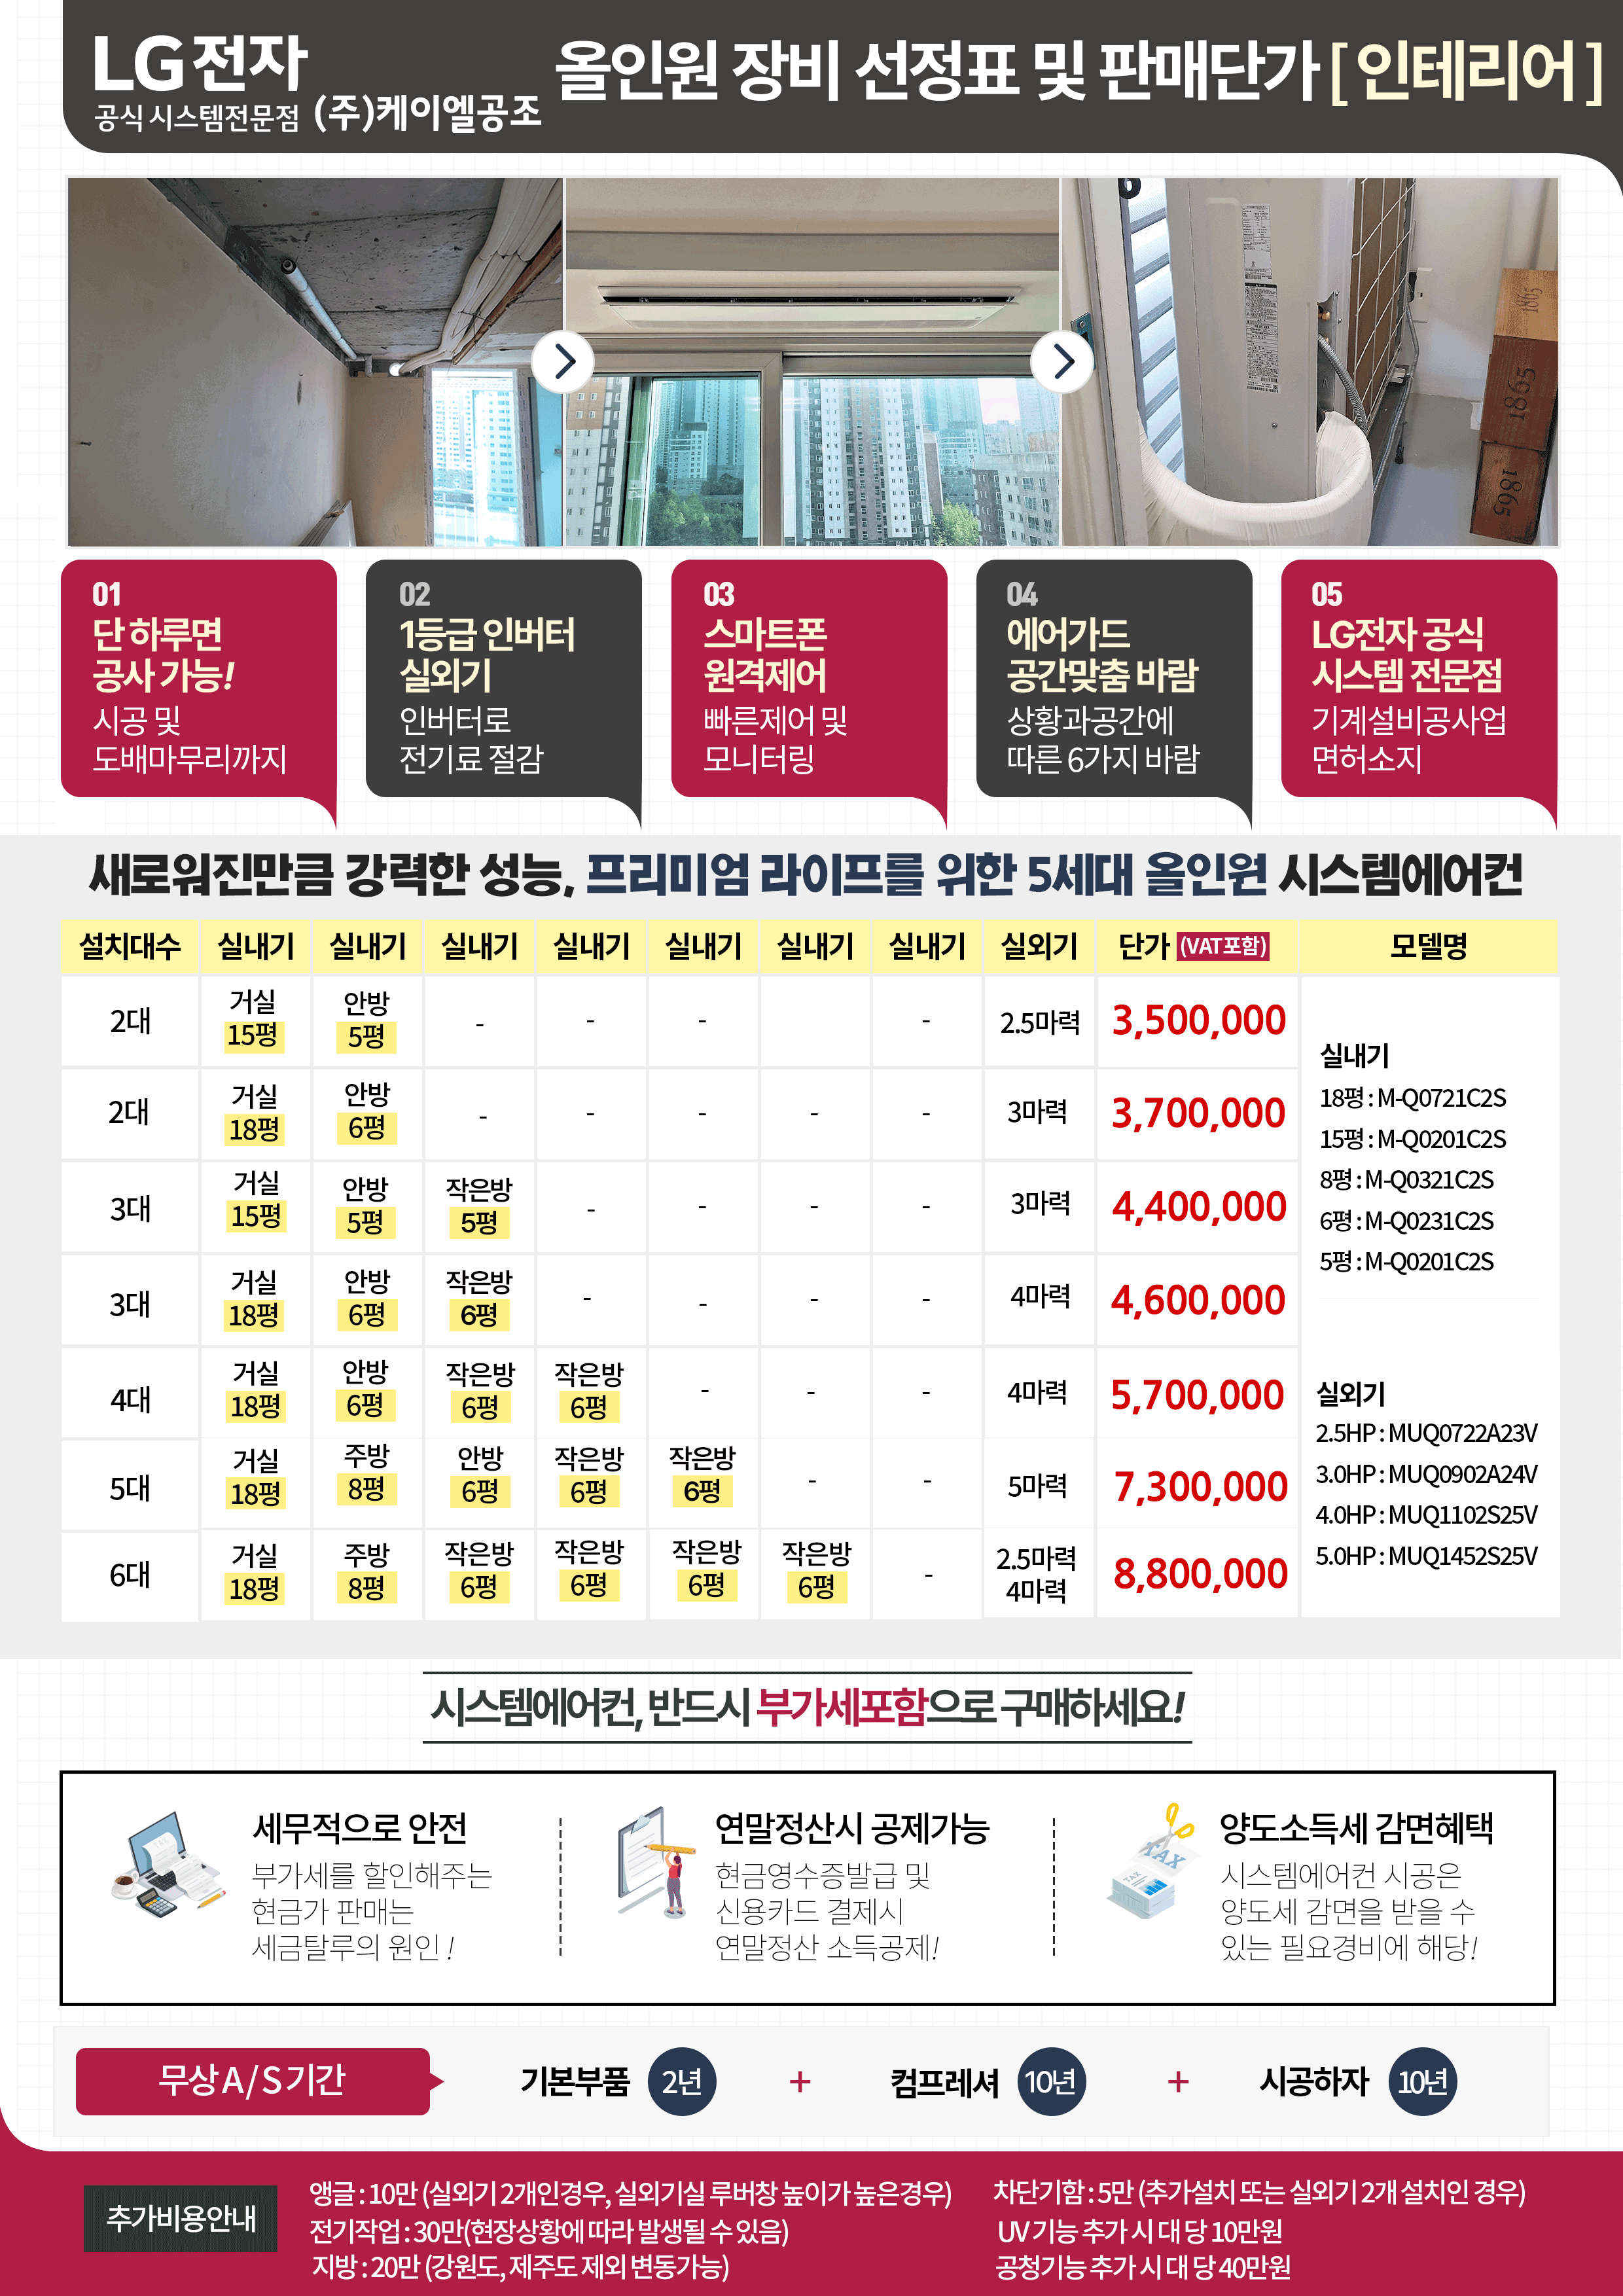 LG전자
공식 시스템전문점 (주)케이엘공조
올인원 장비 선정표 및 판매단가 [ 인테리어 ]
1865
1865
1865
01
단 하루면
공사 가능!
시공 및
도배마무리까지
02
1등급 인버터
실외기
인버터로
전기료 절감
03
스마트폰
원격제어
빠른제어 및
모니터링
04
에어가드
공간맞춤 바람
상황과공간에
따른 6가지 바람
05
LG전자 공식
시스템 전문점
기계설비공사업
면허소지
새로워진만큼 강력한 성능, 프리미엄 라이프를 위한 5세대 올인원 시스템에어컨
설치대수 실내기 실내기 실내기 실내기 실내기 실내기 실내기 실외기 단가 (VAT포함) 모델명
2대 거실 15평 안방 5평 - - - - 2.5마력 3,500,000
2대 거실 18평 안방 6평 - - - - - 3마력 3,700,000
3대 거실 15평 안방 5평 작은방 5평 - - - - 3마력 4,400,000
3대 거실 18평 안방 6평 작은방 6평 - - - - 4마력 4,600,000
4대 거실 18평 안방 6평 작은방 6평 작은방 6평 - - - 4마력 5,700,000
5대 거실 18평 주방 8평 안방 6평 작은방 6평 작은방 6평 - - 5마력 7,300,000
6대 거실 18평 주방 8평 작은방 6평 작은방 6평 작은방 6평 작은방 6평 - 2.5마력 4마력 8,800,000
실내기
18평 : M-Q0721C2S
15평 : M-Q0201C2S
8평 : M-Q0321C2S
6평 : M-Q0231C2S
5평 : M-Q0201C2S
실외기
2.5HP : MUQ0722A23V
3.0HP : MUQ0902A24V
4.0HP : MUQ1102S25V
5.0HP : MUQ1452S25V
시스템에어컨, 반드시 부가세포함으로 구매하세요!
세무적으로 안전
부가세를 할인해주는
현금가 판매는
세금탈루의 원인 !
연말정산시 공제가능
현금영수증발급 및
신용카드 결제시
연말정산 소득공제!
TAX
TAX
양도소득세 감면혜택
시스템에어컨 시공은
양도세 감면을 받을 수
있는 필요경비에 해당!
무상 A / S 기간
기본부품 2년 + 컴프레셔 10년 + 시공하자 10년
추가비용안내
앵글 : 10만 (실외기 2개인경우, 실외기실 루버창 높이가 높은경우)
전기작업 : 30만(현장상황에 따라 발생될 수 있음)
지방 : 20만 (강원도, 제주도 제외 변동가능)
차단기함 : 5만 (추가설치 또는 실외기 2개 설치인 경우)
UV 기능 추가 시 대 당 10만원
공청기능 추가 시 대 당 40만원